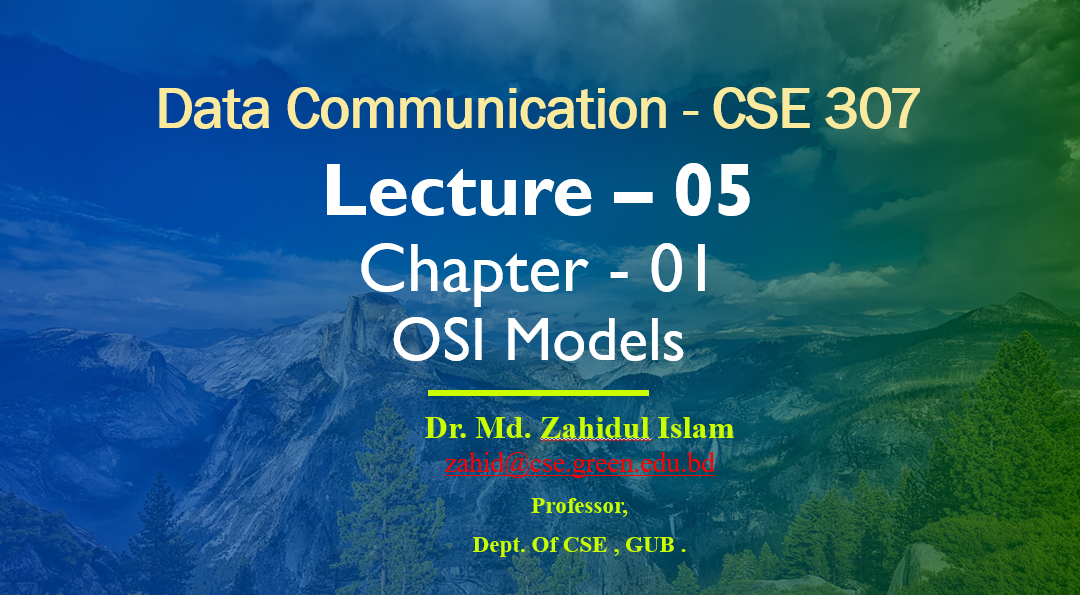 Data Communication - CSE 307
Lecture – 05
Chapter - 01
OSI Models
Dr. Md. Zahidul Islam
zahid@cse.green.edu.bd
Professor,
Dept. Of CSE , GUB .